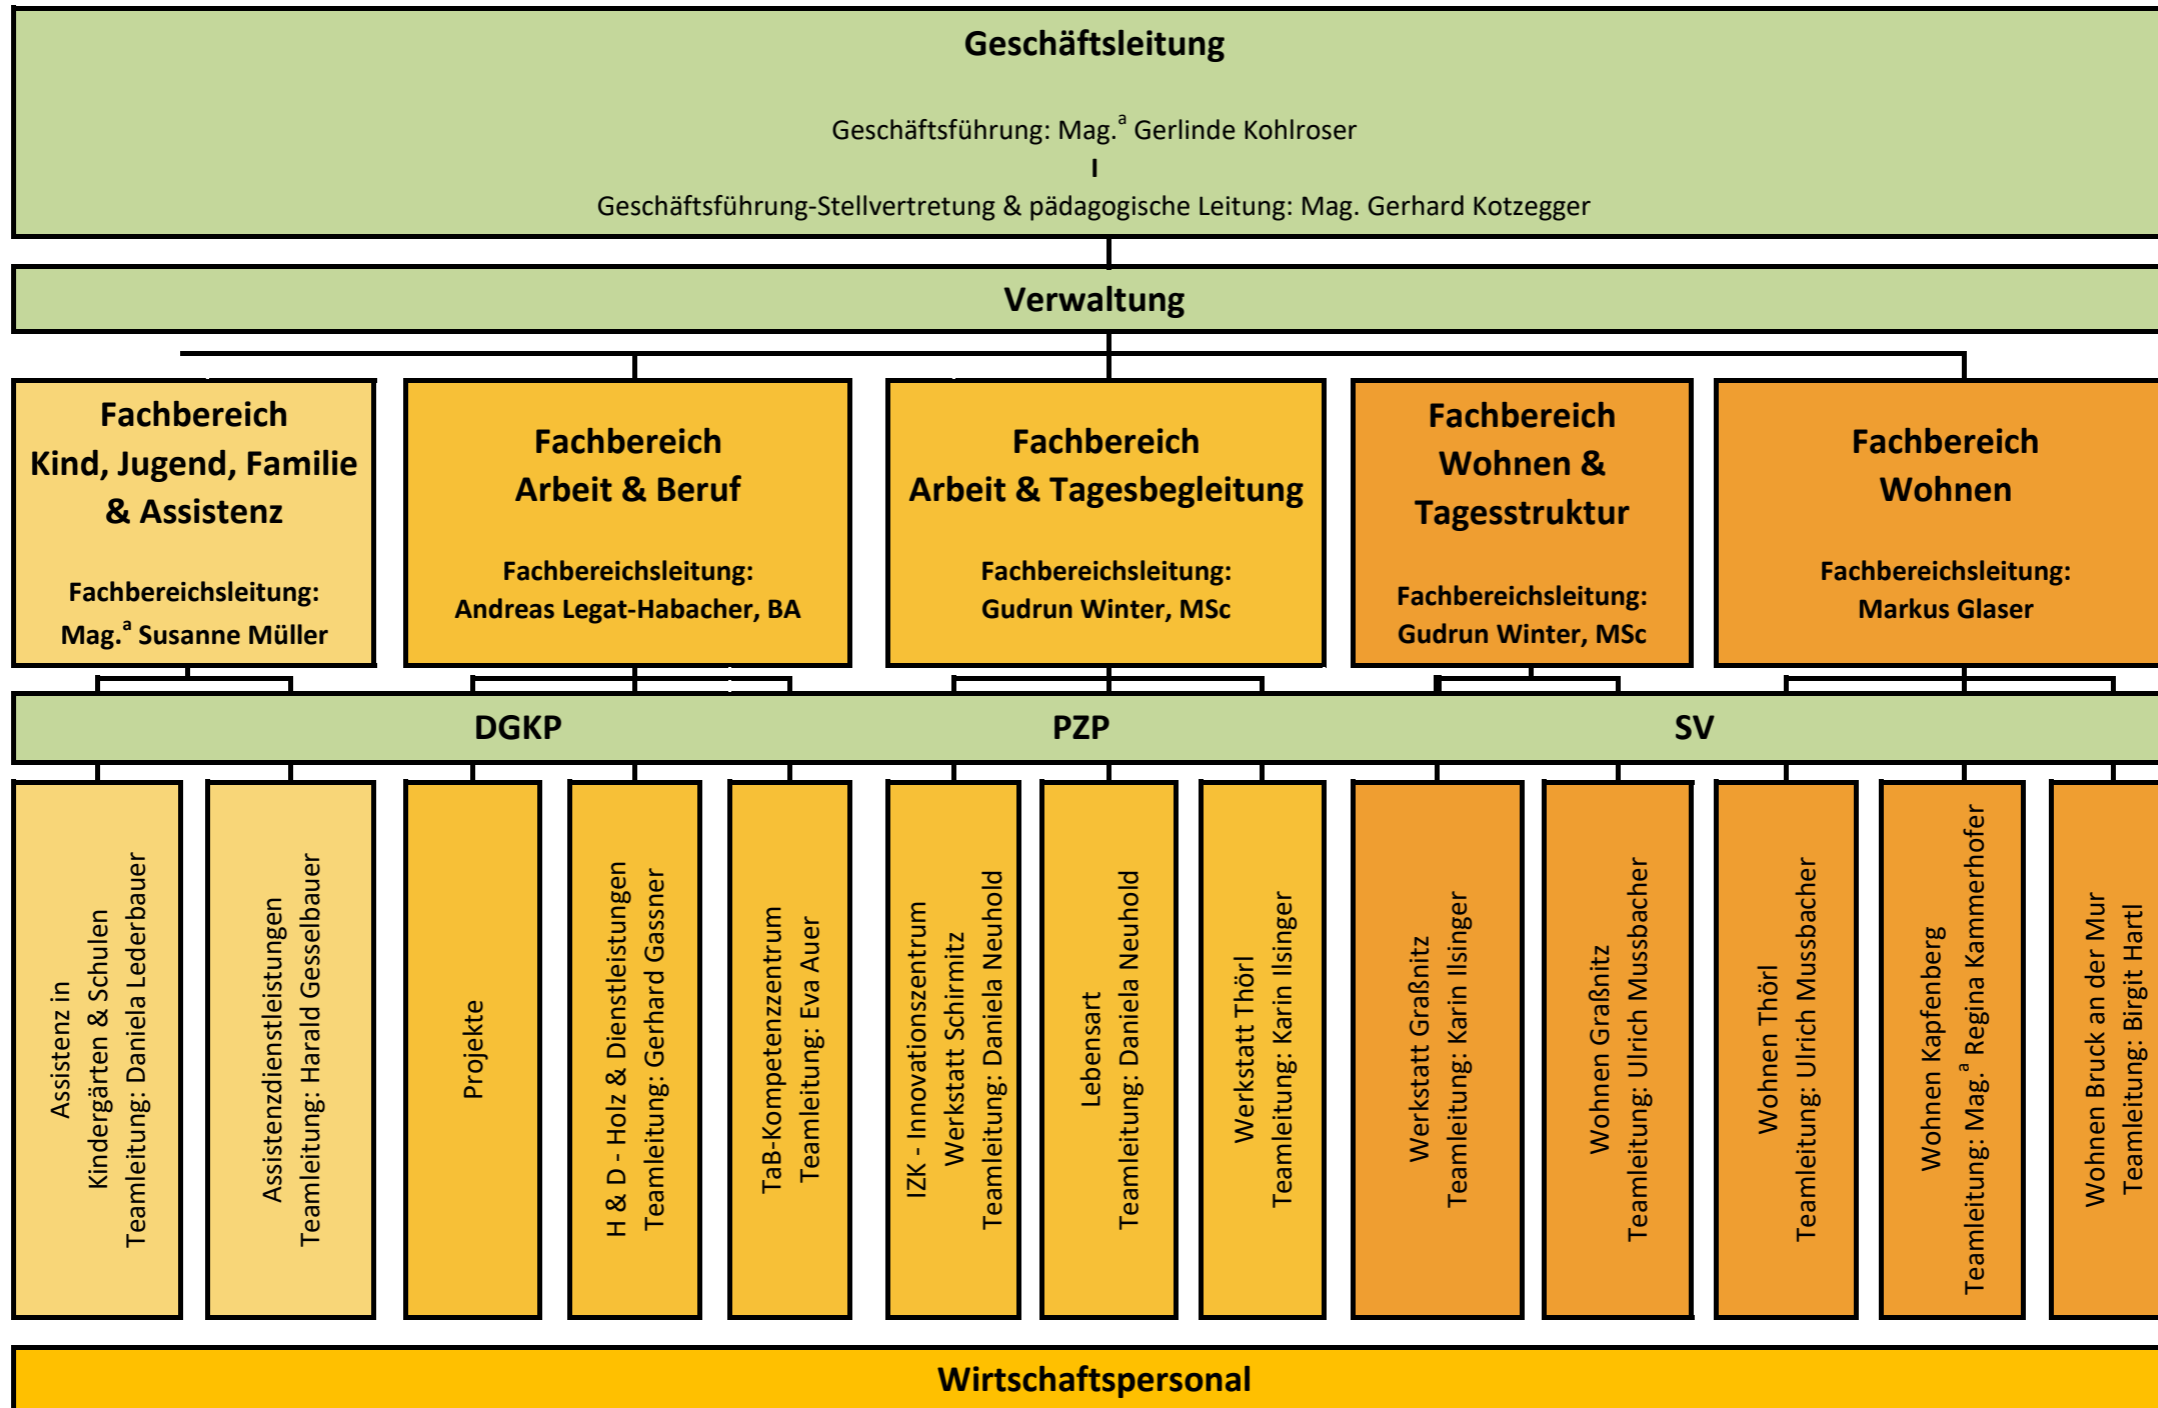 Geschäftsleitung
Geschäftsführung: Mag.ª Gerlinde Kohlroser
I
Geschäftsführung-Stellvertretung & pädagogische Leitung: Mag. Gerhard Kotzegger
Verwaltung
Fachbereich
Kind, Jugend, Familie
& Assistenz
Fachbereichsleitung:
Mag.ª Susanne Müller
Fachbereich
Arbeit & Beruf
Fachbereichsleitung:
Andreas Legat-Habacher, BA
Fachbereich
Arbeit & Tagesbegleitung
Fachbereichsleitung:
Gudrun Winter, MSc
Fachbereich
Wohnen &
Tagesstruktur
Fachbereichsleitung:
Gudrun Winter, MSc
Fachbereich
Wohnen
Fachbereichsleitung:
Markus Glaser
DGKP PZP SV
Assistenz in
Kindergärten & Schulen
Teamleitung: Daniela Lederbauer
Assistenzdienstleistungen
Teamleitung: Harald Gesselbauer
Projekte
H & D - Holz & Dienstleistungen
Teamleitung: Gerhard Gassner
TaB-Kompetenzzentrum
Teamleitung: Eva Auer
IZK - Innovationszentrum
Werkstatt Schirmitz
Teamleitung: Daniela Neuhold
Lebensart
Teamleitung: Daniela Neuhold
Werkstatt Thörl
Teamleitung: Karin Ilsinger
Werkstatt Graßnitz
Teamleitung: Karin Ilsinger
Wohnen Graßnitz
Teamleitung: Ulrich Mussbacher
Wohnen Thörl
Teamleitung: Ulrich Mussbacher
Wohnen Kapfenberg
Teamleitung: Mag.ª Regina Kammerhofer
Wohnen Bruck an der Mur
Teamleitung: Birgit Hartl
Wirtschaftspersonal